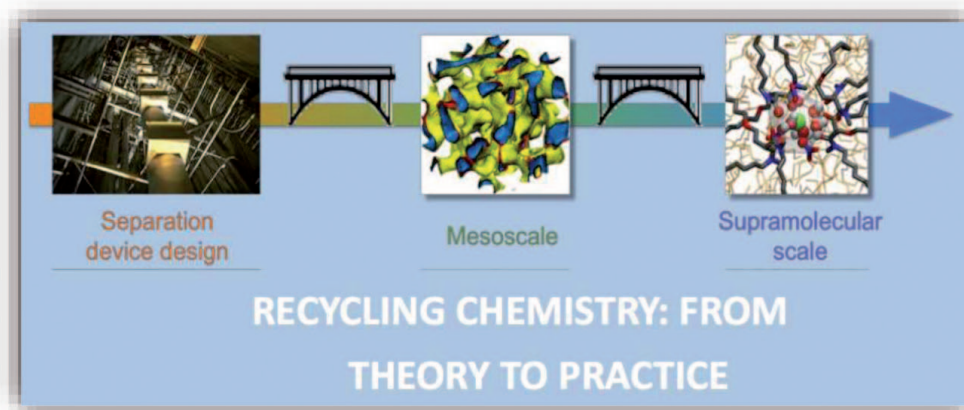 Separation
device design
Mesoscale
Supramolecular
scale
RECYCLING CHEMISTRY: FROM
THEORY TO PRACTICE